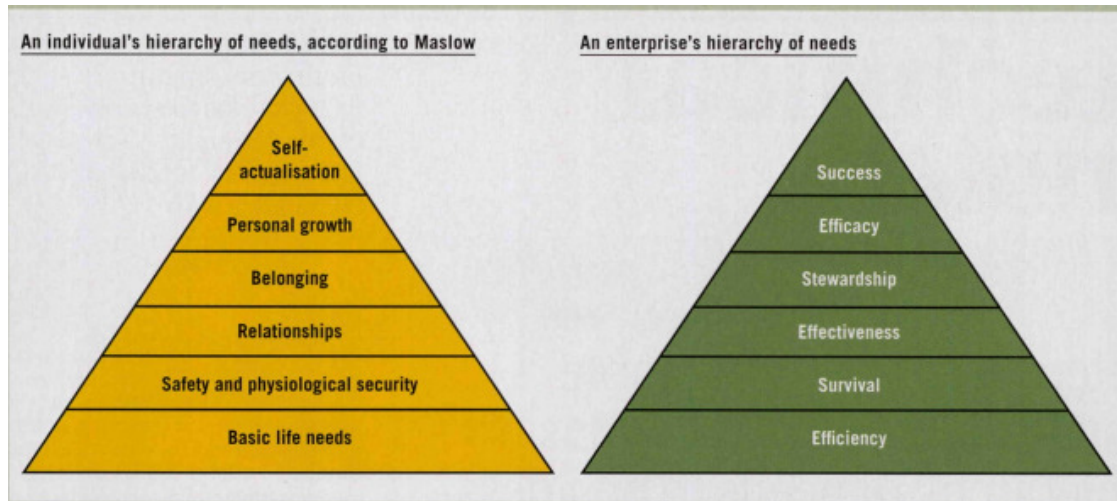 An individual's hierarchy of needs, according to Maslow
Self-
actualisation
Personal growth
Belonging
Relationships
Safety and physiological security
Basic life needs
An enterprise's hierarchy of needs
Success
Efficacy
Stewardship
Effectiveness
Survival
Efficiency